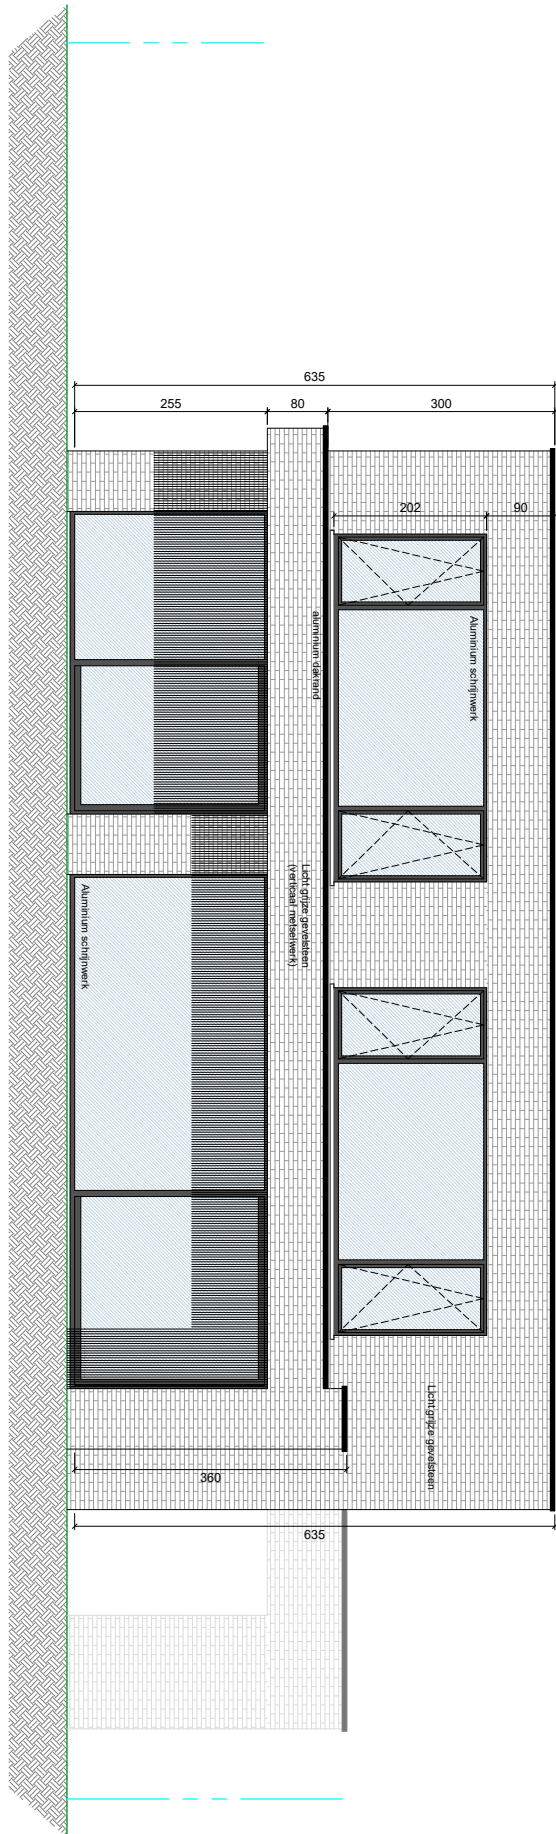 635
255
80
300
202
90
aluminium dakrand
Aluminium schrijnwerk
Licht grijze gevelsteen
(verticaal metselwerk)
Aluminium schrijnwerk
Licht grijze gevelsteen
360
635